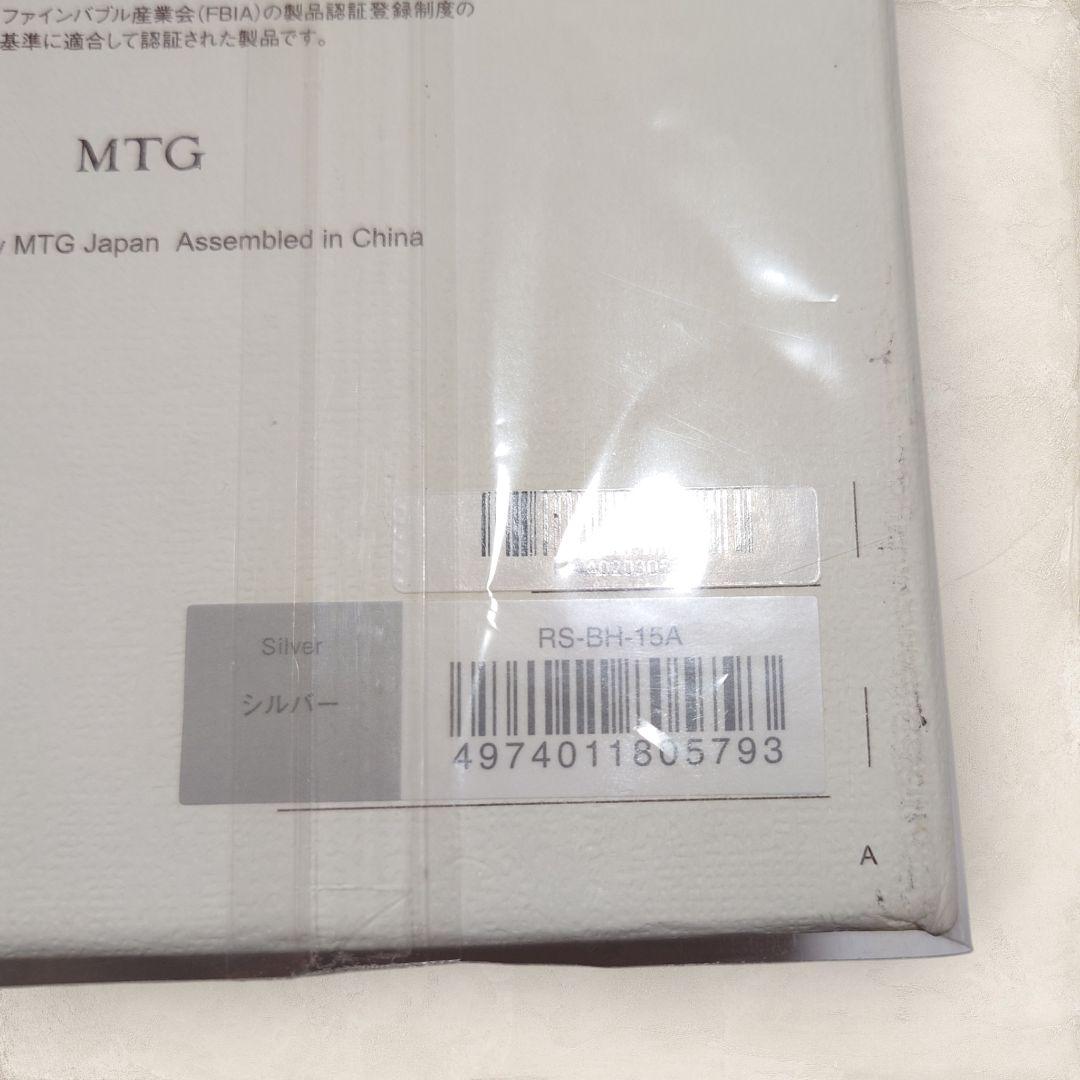 ファインバブル産業会(FBIA)の製品認証登録制度の
基準に適合して認証された製品です。
MTG
MTG Japan Assembled in China
Silver
シルバー
RS-BH-15A
4974011805793
A